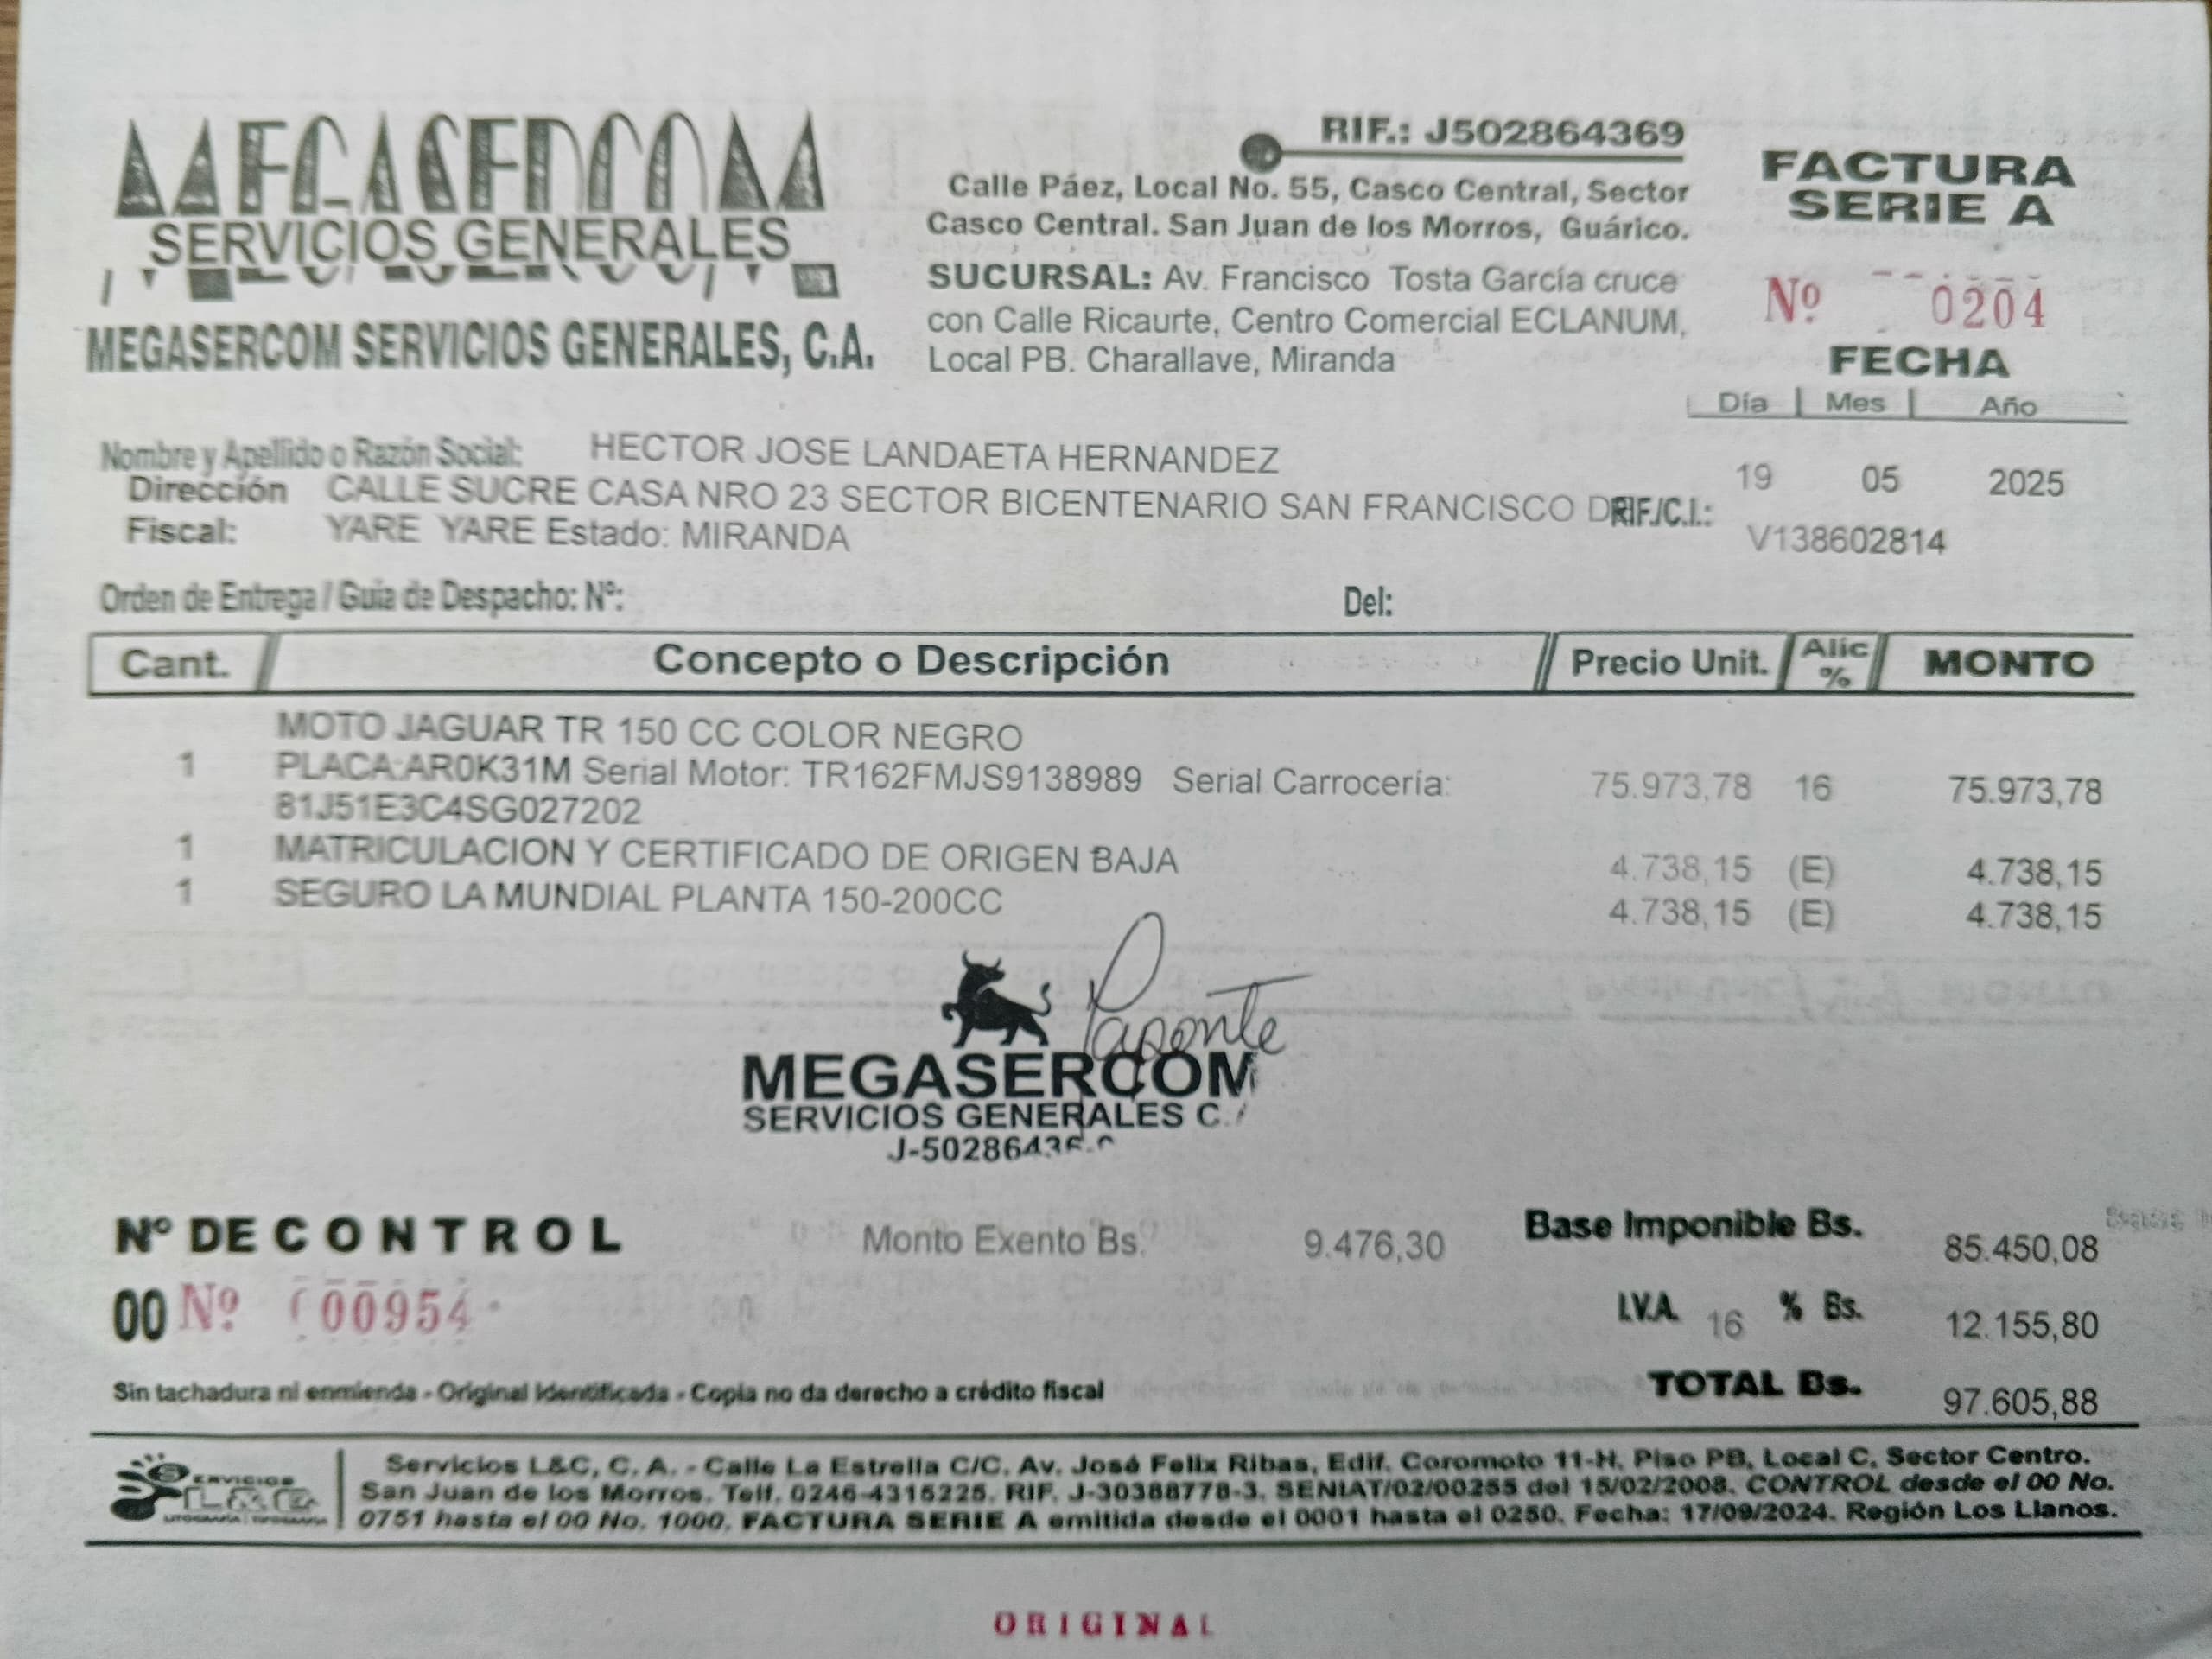 MEGASERCOM
SERVICIOS GENERALES
MEGASERCOM SERVICIOS GENERALES, C.A.
RIF.: J502864369
Calle Páez, Local No. 55, Casco Central, Sector
Casco Central. San Juan de los Morros, Guárico.
SUCURSAL: Av. Francisco Tosta García cruce
con Calle Ricaurte, Centro Comercial ECLANUM,
Local PB. Charallave, Miranda
FACTURA
SERIE A
Nº 0204
FECHA
Día | Mes | Año
19 05 2025
Nombre y Apellido o Razón Social: HECTOR JOSE LANDAETA HERNANDEZ
Dirección CALLE SUCRE CASA NRO 23 SECTOR BICENTENARIO SAN FRANCISCO D RIF./C.I.:
Fiscal: YARE YARE Estado: MIRANDA V138602814
Orden de Entrega / Guía de Despacho: Nº: Del:
Cant. Concepto o Descripción Precio Unit. Alic % MONTO
MOTO JAGUAR TR 150 CC COLOR NEGRO
1 PLACA:AR0K31M Serial Motor: TR162FMJS9138989 Serial Carrocería: 75.973,78 16 75.973,78
81J51E3C4SG027202
1 MATRICULACION Y CERTIFICADO DE ORIGEN BAJA 4.738,15 (E) 4.738,15
1 SEGURO LA MUNDIAL PLANTA 150-200CC 4.738,15 (E) 4.738,15
MEGASERCOM
SERVICIOS GENERALES C.
J-5028643
Nº DE CONTROL
00 Nº 000954
Monto Exento Bs. 9.476,30
Base Imponible Bs. 85.450,08
I.V.A. 16 % Bs. 12.155,80
TOTAL Bs. 97.605,88
Sin tachadura ni enmienda - Original Identificada - Copia no da derecho a crédito fiscal
SERVICIOS
L&C
LITOGRAFIA | TIPOGRAFIA
Servicios L&C, C. A. - Calle La Estrella C/C. Av. José Felix Ribas, Edif. Coromoto 11-H, Piso PB, Local C, Sector Centro.
San Juan de los Morros. Telf. 0246-4315225. RIF. J-30388778-3. SENIAT/02/00255 del 15/02/2008. CONTROL desde el 00 No.
0751 hasta el 00 No. 1000. FACTURA SERIE A emitida desde el 0001 hasta el 0250. Fecha: 17/09/2024. Región Los Llanos.
ORIGINAL